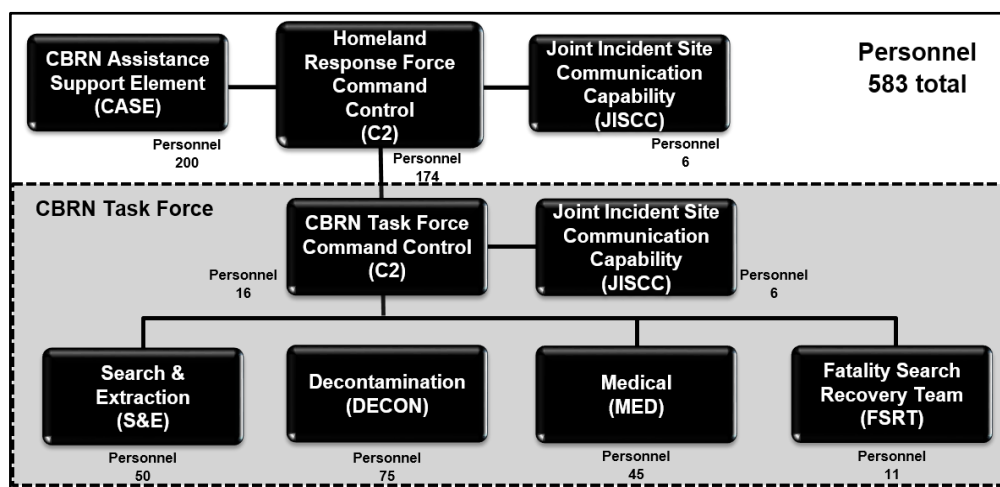 CBRN Assistance
Support Element
(CASE)
Personnel
200
Homeland
Response Force
Command
Control
(C2)
Personnel
174
Joint Incident Site
Communication
Capability
(JISCC)
Personnel
6
Personnel
583 total
CBRN Task Force
CBRN Task Force
Command Control
(C2)
Personnel
16
Joint Incident Site
Communication
Capability
(JISCC)
Personnel
6
Search &
Extraction
(S&E)
Personnel
50
Decontamination
(DECON)
Personnel
75
Medical
(MED)
Personnel
45
Fatality Search
Recovery Team
(FSRT)
Personnel
11